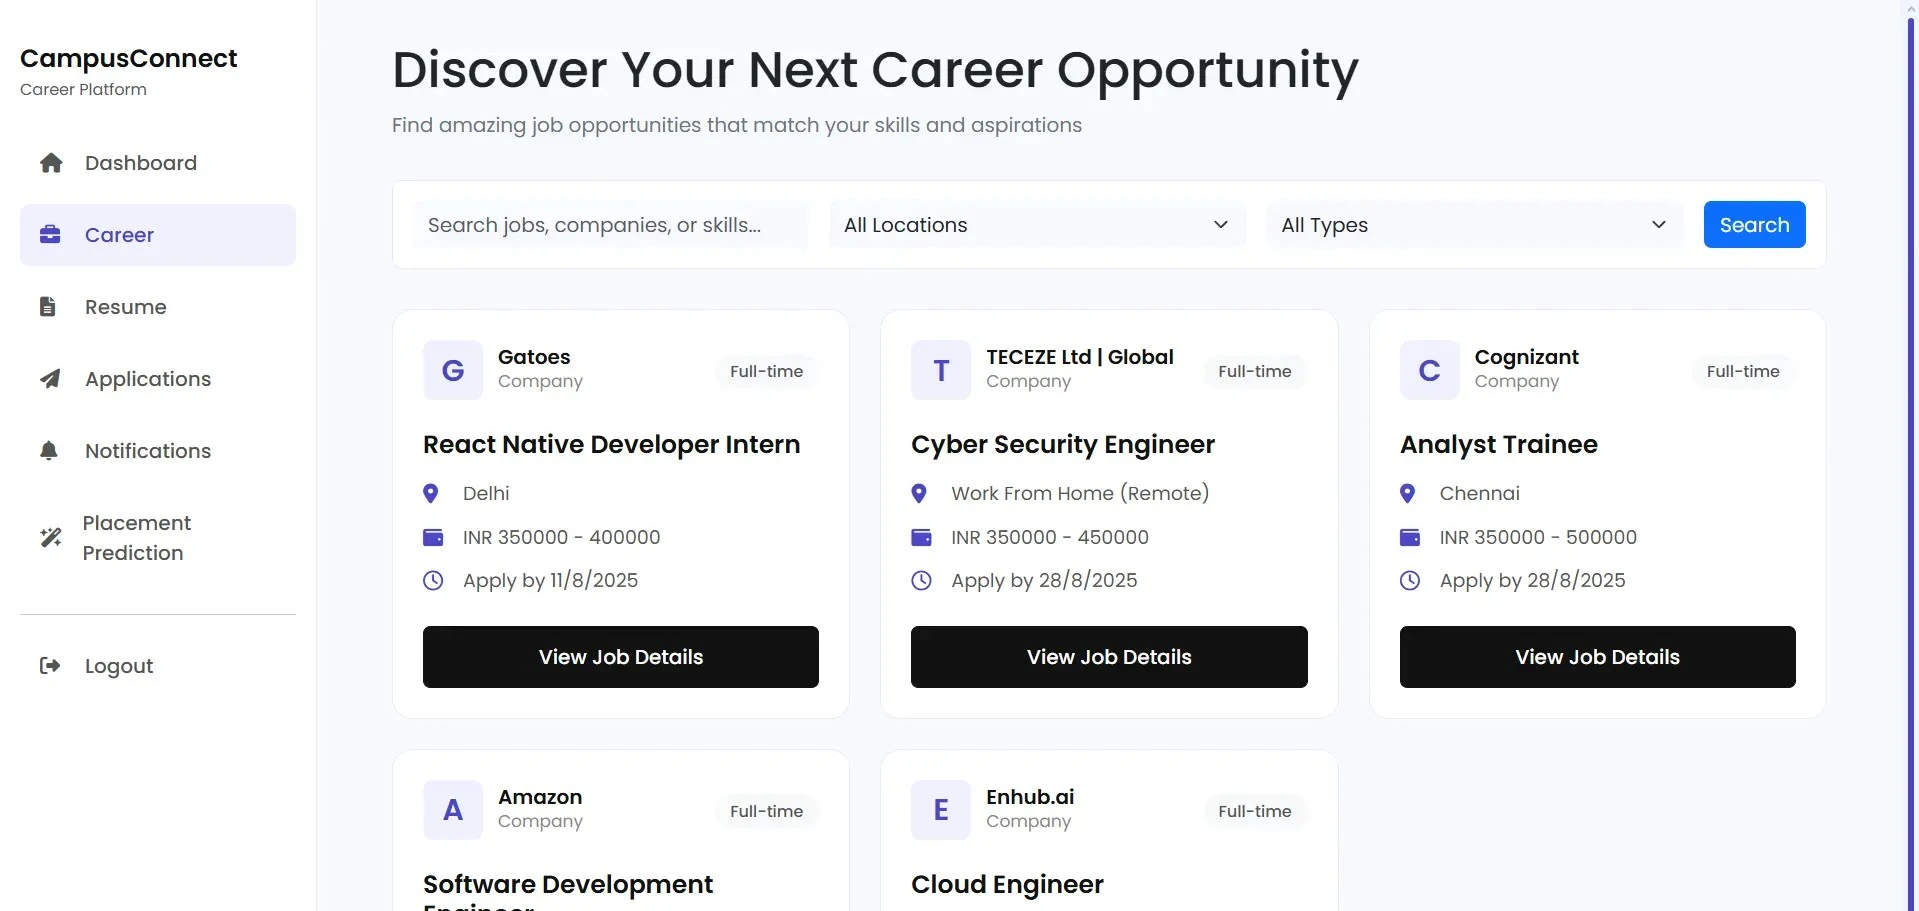 CampusConnect
Career Platform
Dashboard
Career
Resume
Applications
Notifications
Placement
Prediction
Logout
Discover Your Next Career Opportunity
Find amazing job opportunities that match your skills and aspirations
Search jobs, companies, or skills...
All Locations
All Types
Search
G
Gatoes
Company
Full-time
React Native Developer Intern
Delhi
INR 350000 - 400000
Apply by 11/8/2025
View Job Details
T
TECEZE Ltd | Global
Company
Full-time
Cyber Security Engineer
Work From Home (Remote)
INR 350000 - 450000
Apply by 28/8/2025
View Job Details
C
Cognizant
Company
Full-time
Analyst Trainee
Chennai
INR 350000 - 500000
Apply by 28/8/2025
View Job Details
A
Amazon
Company
Full-time
Software Development
Engineer
E
Enhub.ai
Company
Full-time
Cloud Engineer